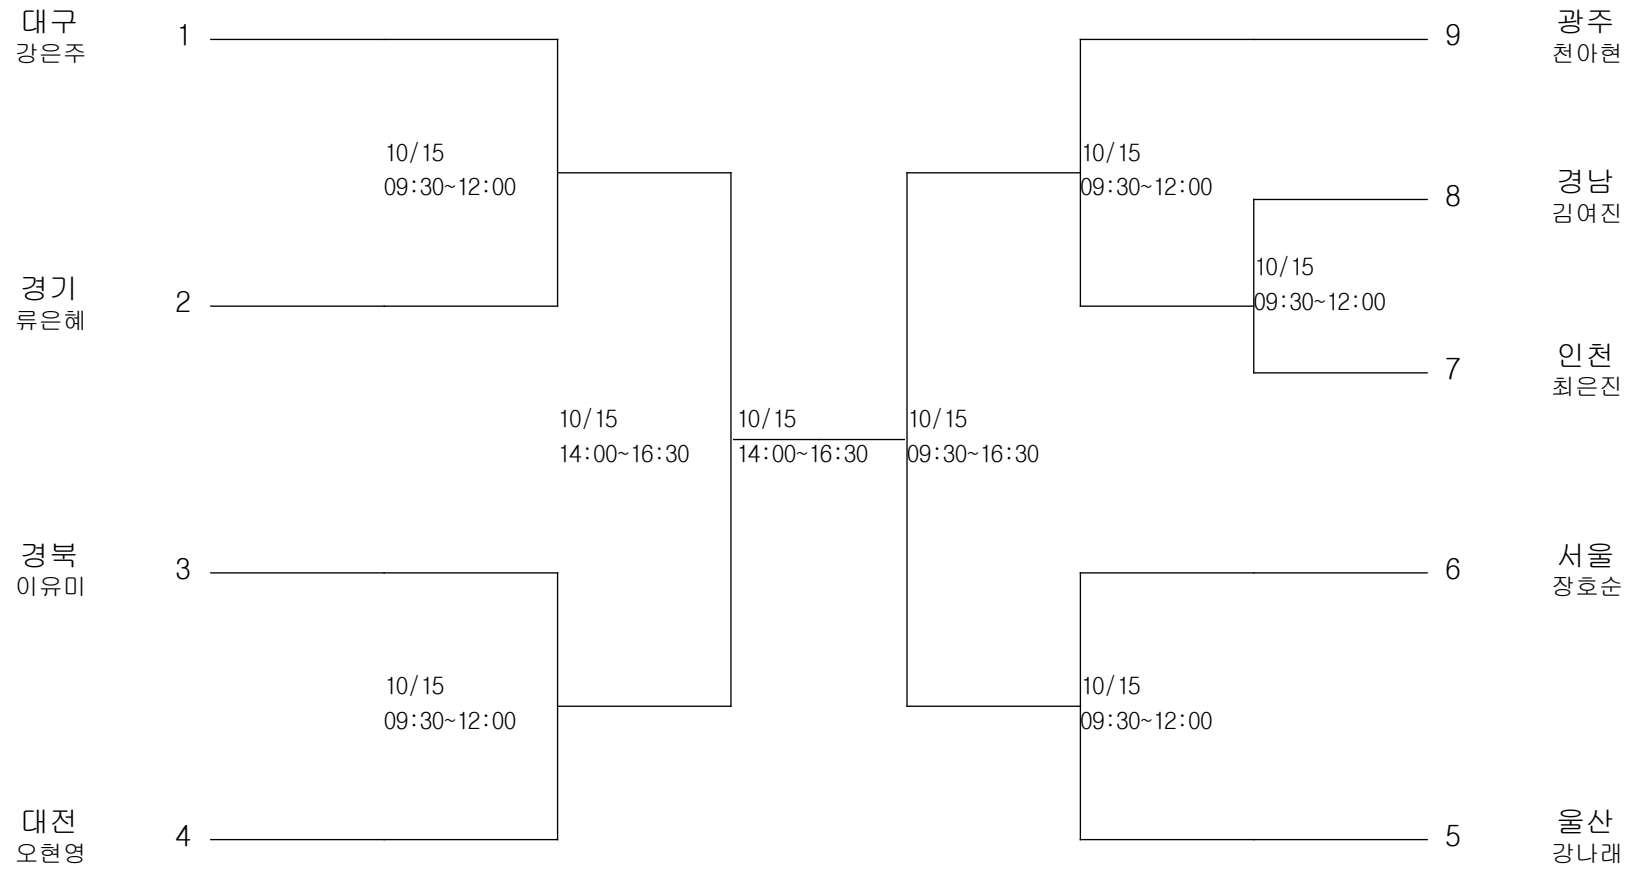 대구
강은주
1
9
광주
천아현
10/15
09:30~12:00
10/15
09:30~12:00
8
경남
김여진
경기
류은혜
2
10/15
09:30~12:00
7
인천
최은진
10/15
14:00~16:30
10/15
14:00~16:30
10/15
09:30~16:30
경북
이유미
3
6
서울
장호순
10/15
09:30~12:00
10/15
09:30~12:00
대전
오현영
4
5
울산
강나래